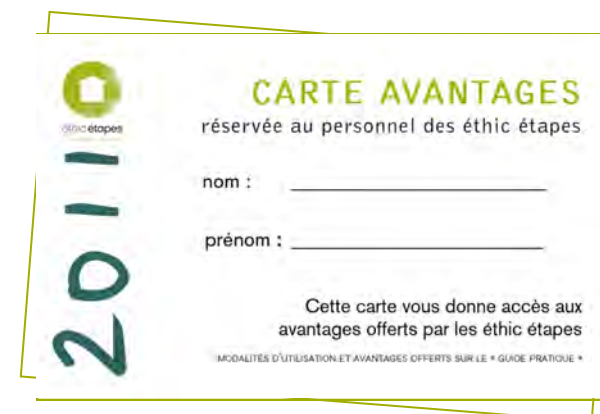 CARTE AVANTAGES
réservée au personnel des éthic étapes
éthic étapes
2011
nom :
prénom :
Cette carte vous donne accès aux
avantages offerts par les éthic étapes
MODALITÉS D'UTILISATION ET AVANTAGES OFFERTS SUR LE « GUIDE PRATIQUE »